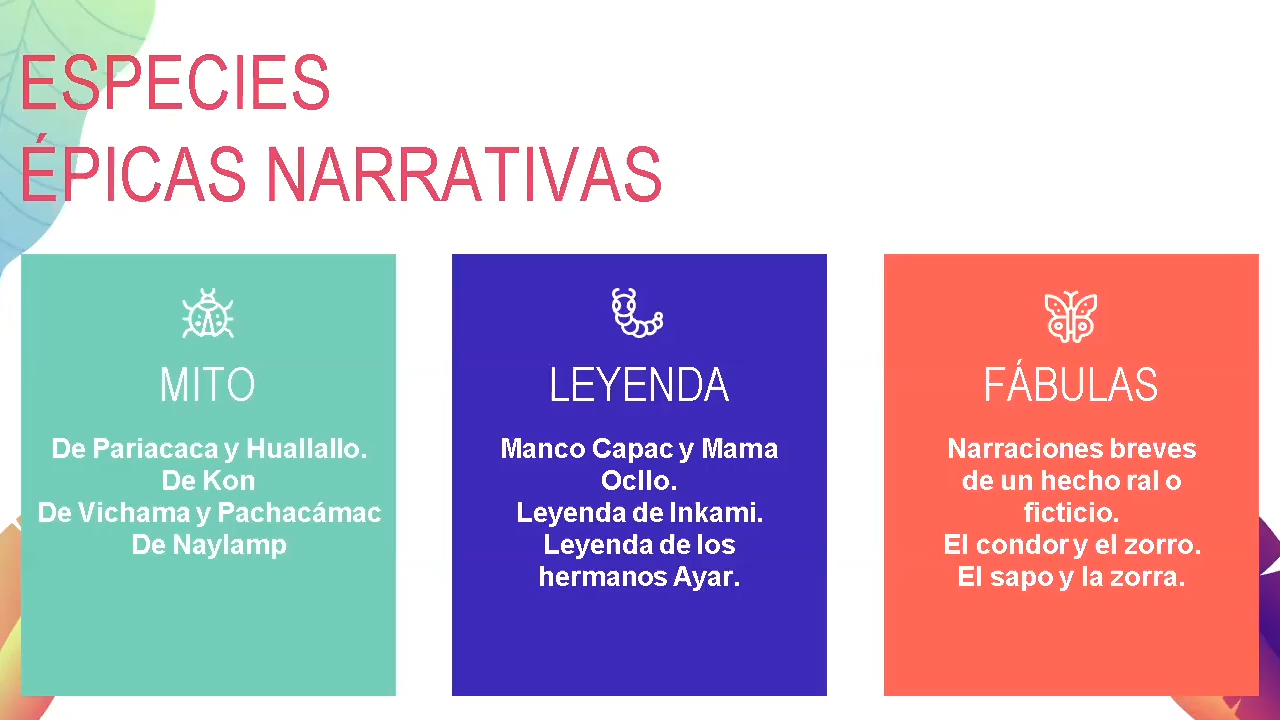 ESPECIES
ÉPICAS NARRATIVAS
MITO
De Pariacaca y Huallallo.
De Kon
De Vichama y Pachacámac
De Naylamp
LEYENDA
Manco Capac y Mama
Ocllo.
Leyenda de Inkami.
Leyenda de los
hermanos Ayar.
FÁBULAS
Narraciones breves
de un hecho ral o
ficticio.
El condor y el zorro.
El sapo y la zorra.